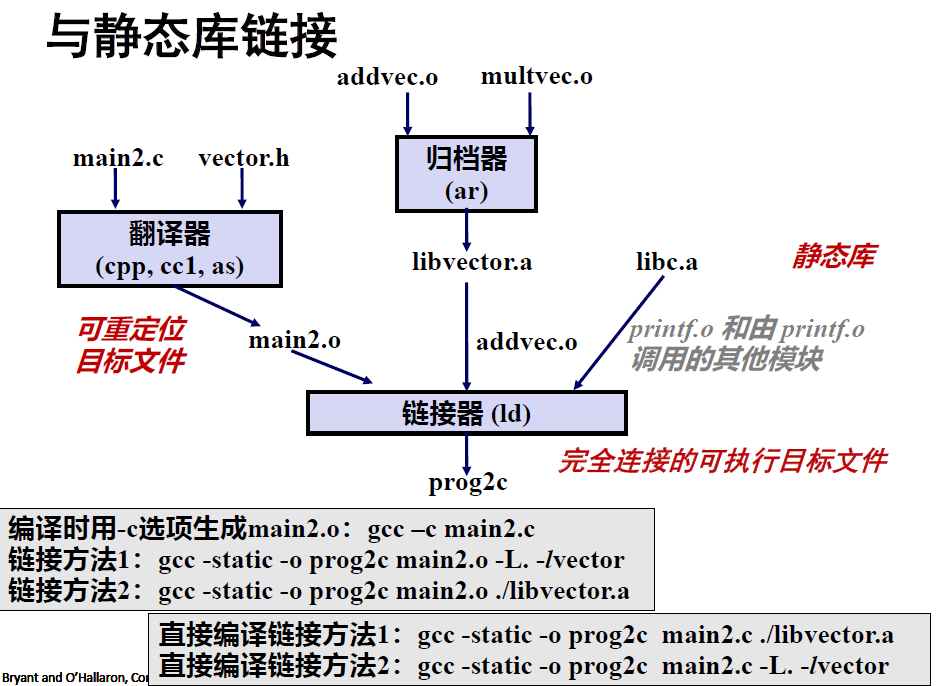 与静态库链接
addvec.o multvec.o
main2.c vector.h
归档器
(ar)
翻译器
(cpp, cc1, as)
libvector.a libc.a 静态库
可重定位
目标文件
main2.o
addvec.o
printf.o 和由 printf.o
调用的其他模块
链接器 (ld)
完全连接的可执行目标文件
prog2c
编译时用-c选项生成main2.o：gcc –c main2.c
链接方法1：gcc -static -o prog2c main2.o -L. -lvector
链接方法2：gcc -static -o prog2c main2.o ./libvector.a
直接编译链接方法1：gcc -static -o prog2c main2.c ./libvector.a
直接编译链接方法2：gcc -static -o prog2c main2.c -L. -lvector
Bryant and O’Hallaron,